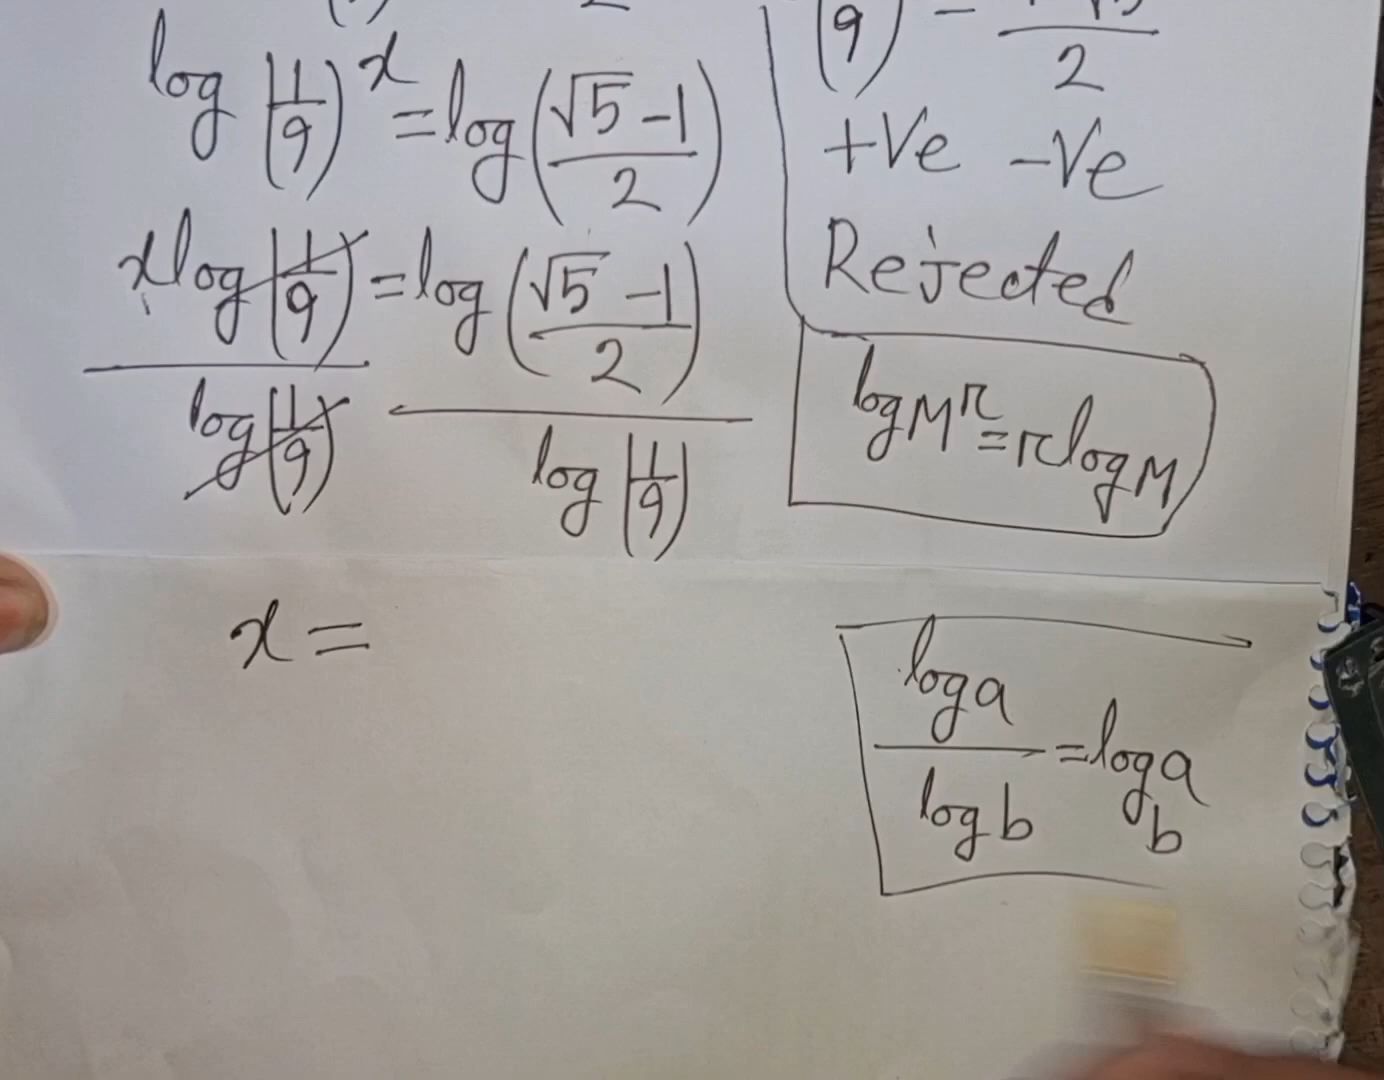 log (1/9)^x = log ((√5 -1)/2)
x log (1/9) / log (1/9) = log ((√5 -1)/2) / log (1/9)
x =
(9) - 2
+Ve -Ve
Rejected
log M^r = r log M
log a / log b = log_b a